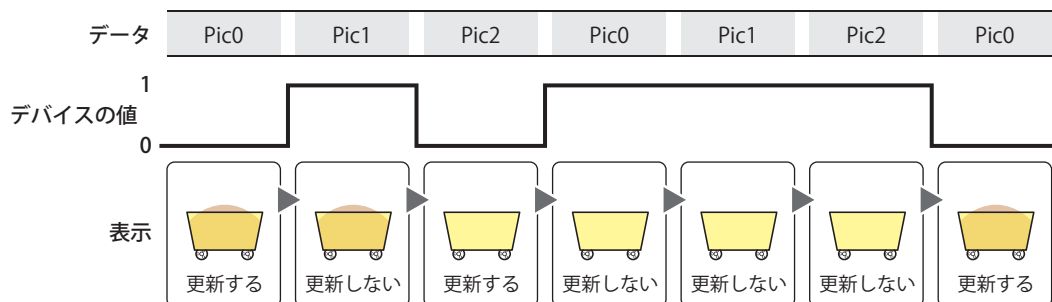 データ Pic0 Pic1 Pic2 Pic0 Pic1 Pic2 Pic0
1
デバイスの値
0
表示
更新する 更新しない 更新する 更新しない 更新しない 更新しない 更新する